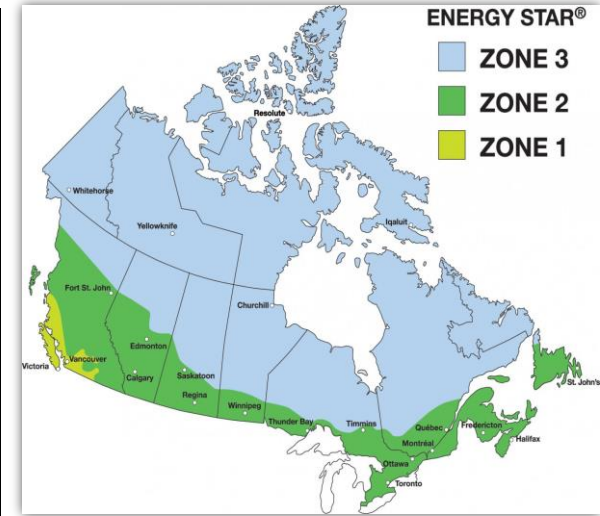 ENERGY STAR®
ZONE 3
ZONE 2
ZONE 1
Resolute
Whitehorse
Yellowknife
Iqaluit
Fort St. John
Churchill
Edmonton
Vancouver
Victoria
Calgary
Saskatoon
Regina
Winnipeg
Thunder Bay
Timmins
Québec
Fredericton
St. John's
Halifax
Montréal
Ottawa
Toronto